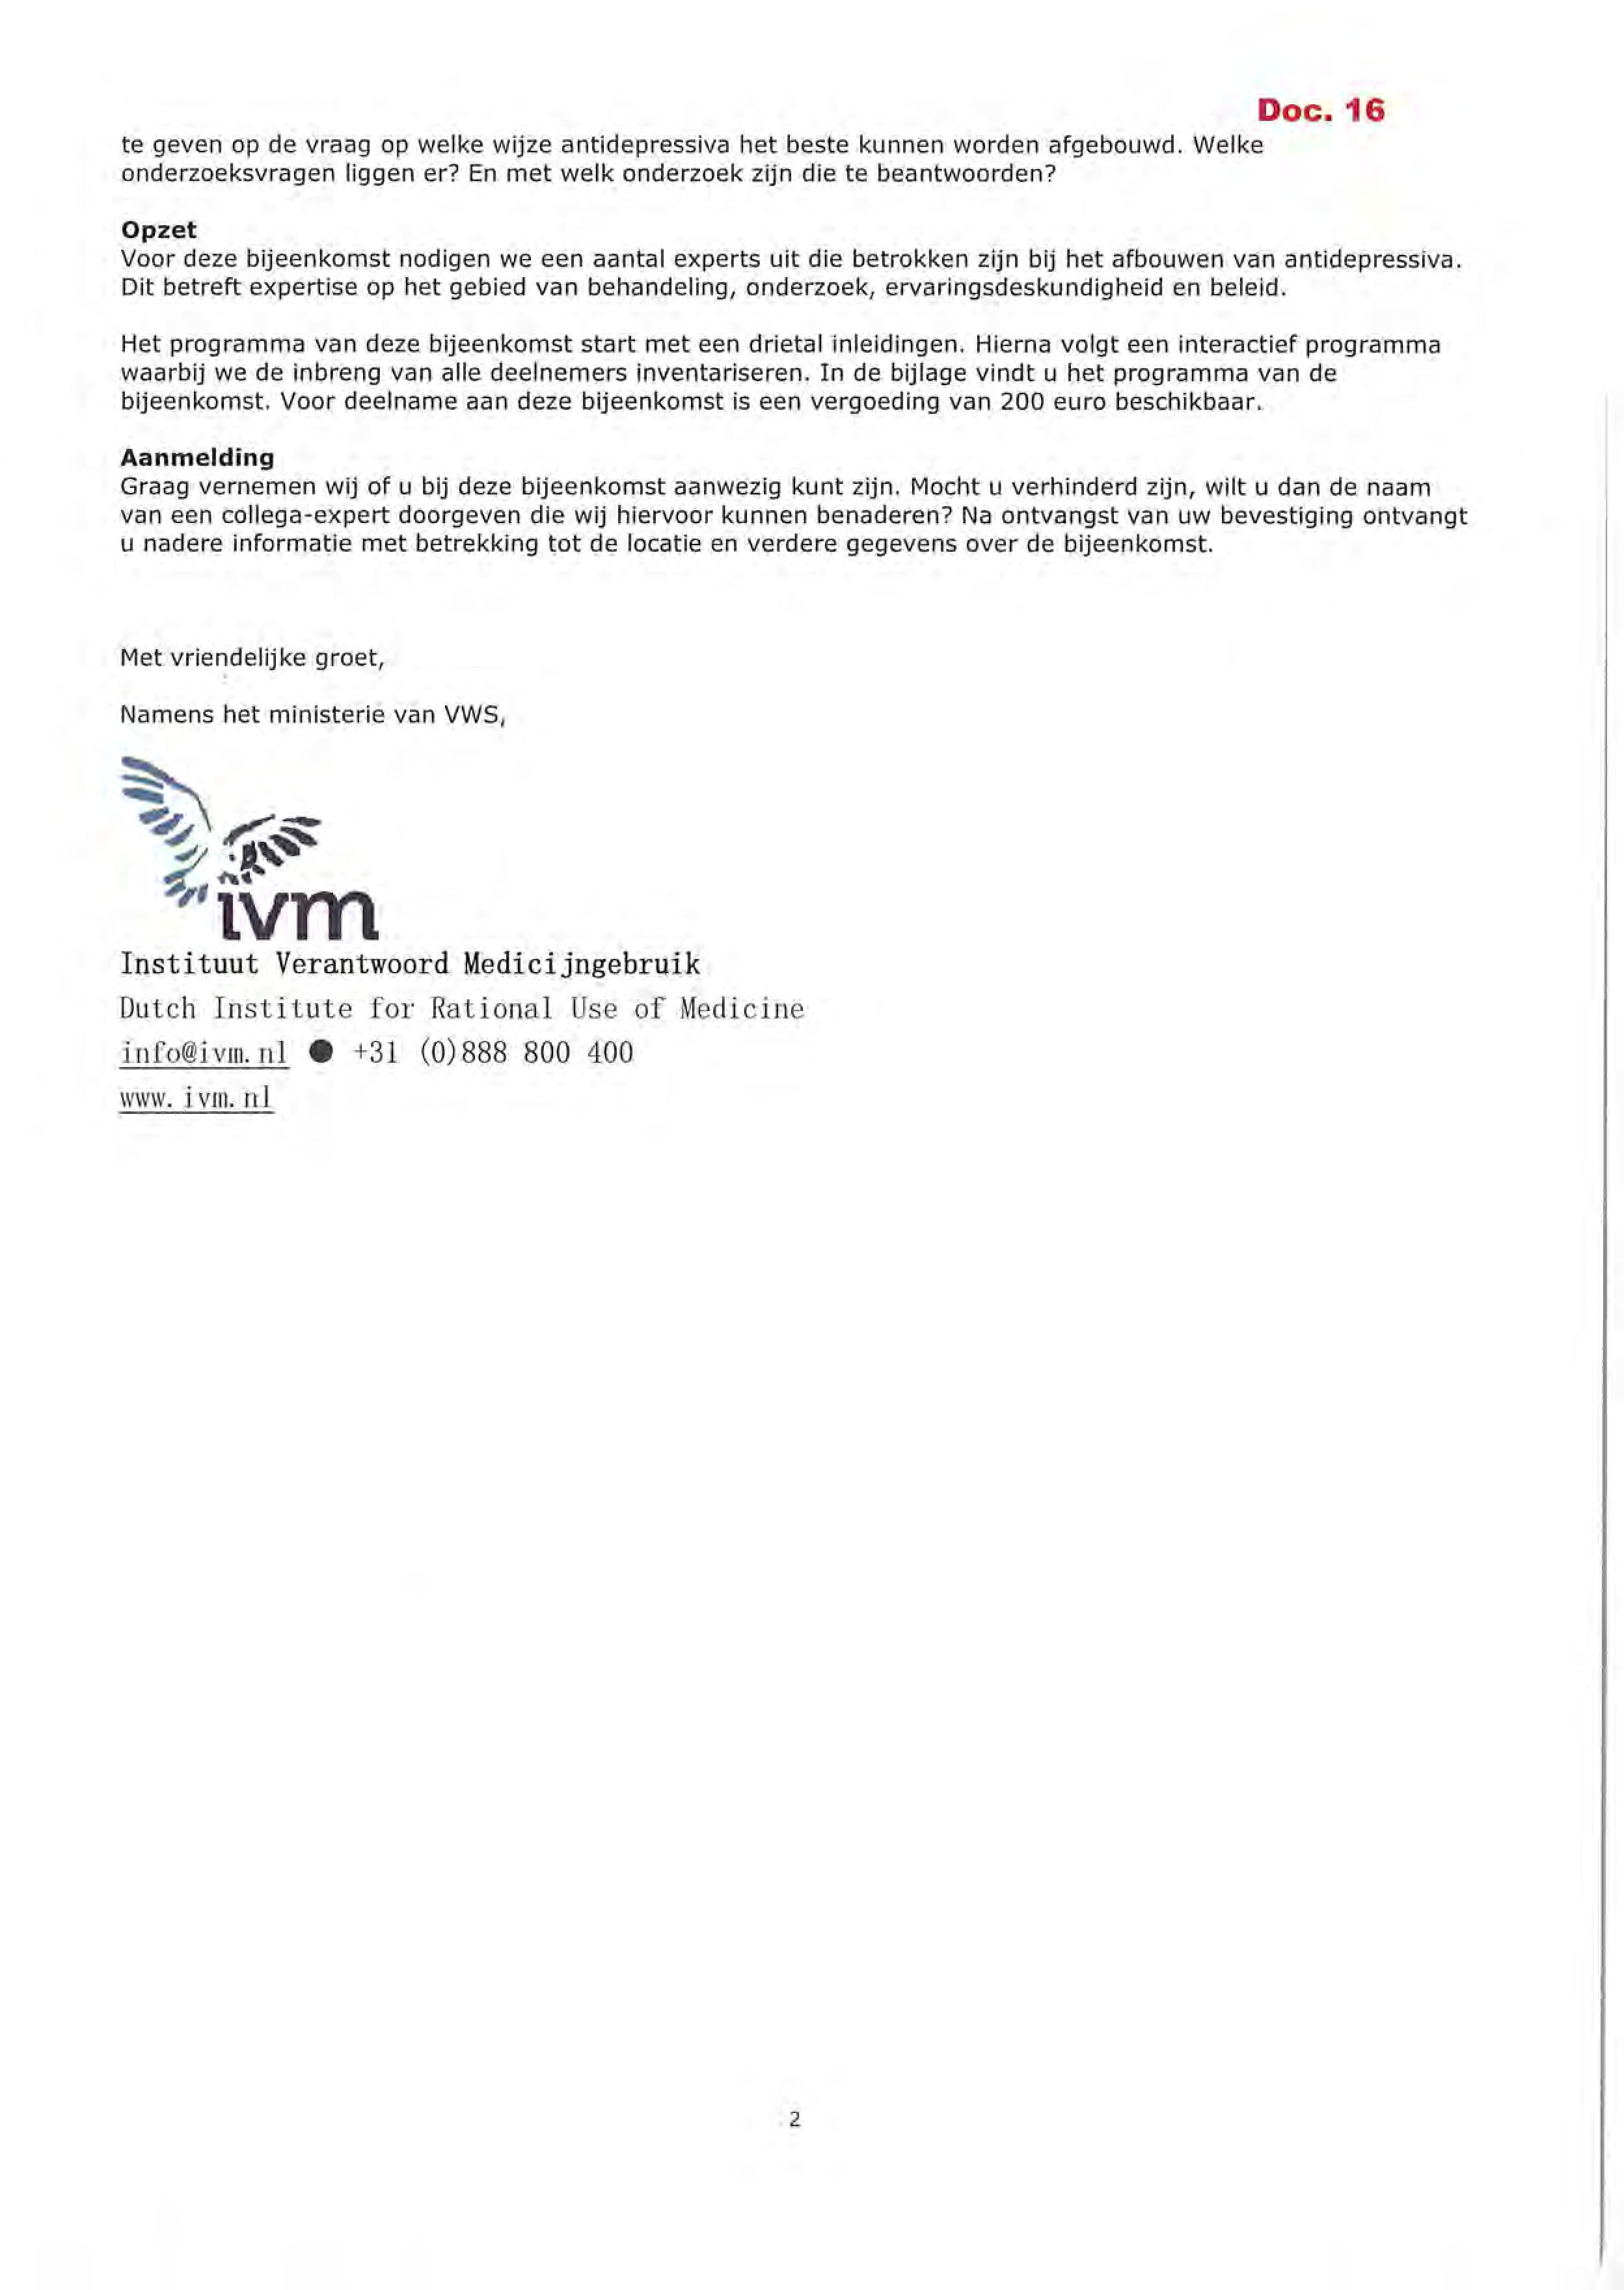 Doc. 16
te geven op de vraag op welke wijze antidepressiva het beste kunnen worden afgebouwd. Welke
onderzoeksvragen liggen er? En met welk onderzoek zijn die te beantwoorden?
Opzet
Voor deze bijeenkomst nodigen we een aantal experts uit die betrokken zijn bij het afbouwen van antidepressiva.
Dit betreft expertise op het gebied van behandeling, onderzoek, ervaringsdeskundigheid en beleid.
Het programma van deze bijeenkomst start met een drietal inleidingen. Hierna volgt een interactief programma
waarbij we de inbreng van alle deelnemers inventariseren. In de bijlage vindt u het programma van de
bijeenkomst. Voor deelname aan deze bijeenkomst is een vergoeding van 200 euro beschikbaar.
Aanmelding
Graag vernemen wij of u bij deze bijeenkomst aanwezig kunt zijn. Mocht u verhinderd zijn, wilt u dan de naam
van een collega-expert doorgeven die wij hiervoor kunnen benaderen? Na ontvangst van uw bevestiging ontvangt
u nadere informatie met betrekking tot de locatie en verdere gegevens over de bijeenkomst.
Met vriendelijke groet,
Namens het ministerie van VWS,
ivm
Instituut Verantwoord Medicijngebruik
Dutch Institute for Rational Use of Medicine
info@ivm.nl ● +31 (0)888 800 400
www.ivm.nl
2